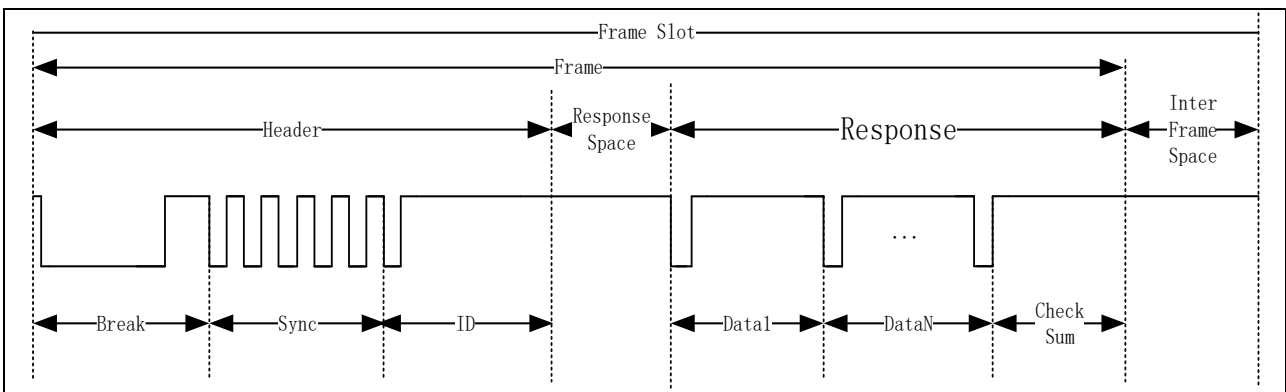 Frame Slot
Frame
Header
Response
Space
Response
Inter
Frame
Space
...
Break
Sync
ID
Data1
DataN
Check
Sum